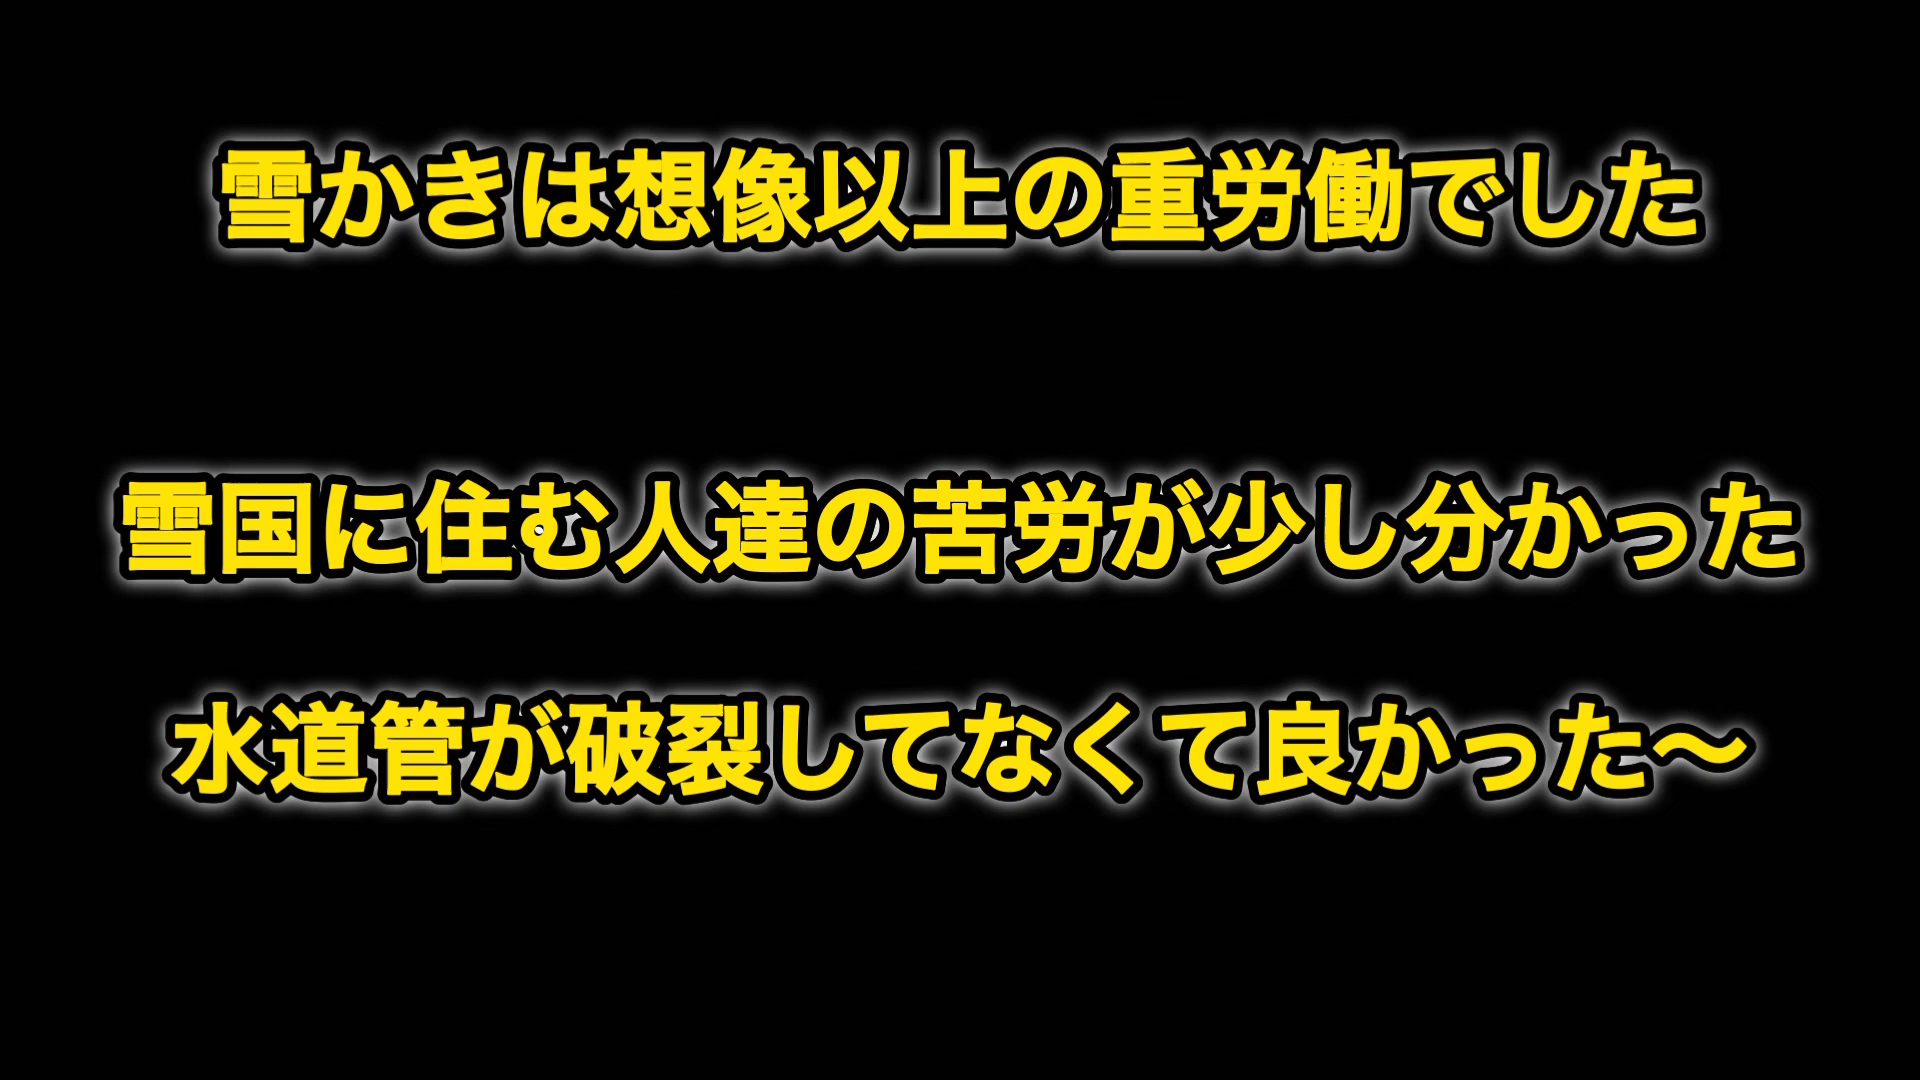 雪かきは想像以上の重労働でした
雪国に住む人達の苦労が少し分かった
水道管が破裂してなくて良かった〜